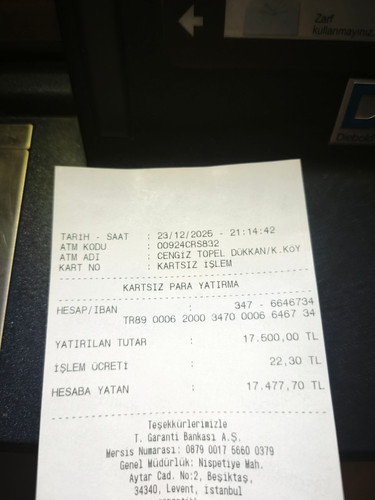 Zarf
kullanmayınız
TARİH - SAAT : 23/12/2025 - 21:14:42
ATM KODU : 00924CRS832
ATM ADI : CENGİZ TOPEL DÜKKAN/K.KÖY
KART NO : KARTSIZ İŞLEM
KARTSIZ PARA YATIRMA
HESAP/IBAN : 347 - 6646734
TR89 0006 2000 3470 0006 6467 34
YATIRILAN TUTAR : 17.500,00 TL
İŞLEM ÜCRETİ : 22,30 TL
HESABA YATAN : 17.477,70 TL
Teşekkürlerimizle
T. Garanti Bankası A.Ş.
Mersis Numarası: 0879 0017 5660 0379
Genel Müdürlük: Nispetiye Mah.
Aytar Cad. No:2, Beşiktaş,
34340, Levent, İstanbul